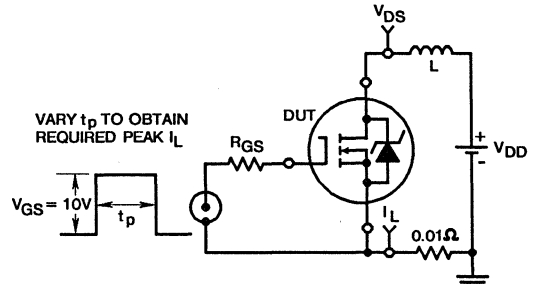 VDS
L
DUT
VARY tp TO OBTAIN
REQUIRED PEAK IL
RGS
+
VDD
-
VGS = 10V
tp
IL
0.01Ω